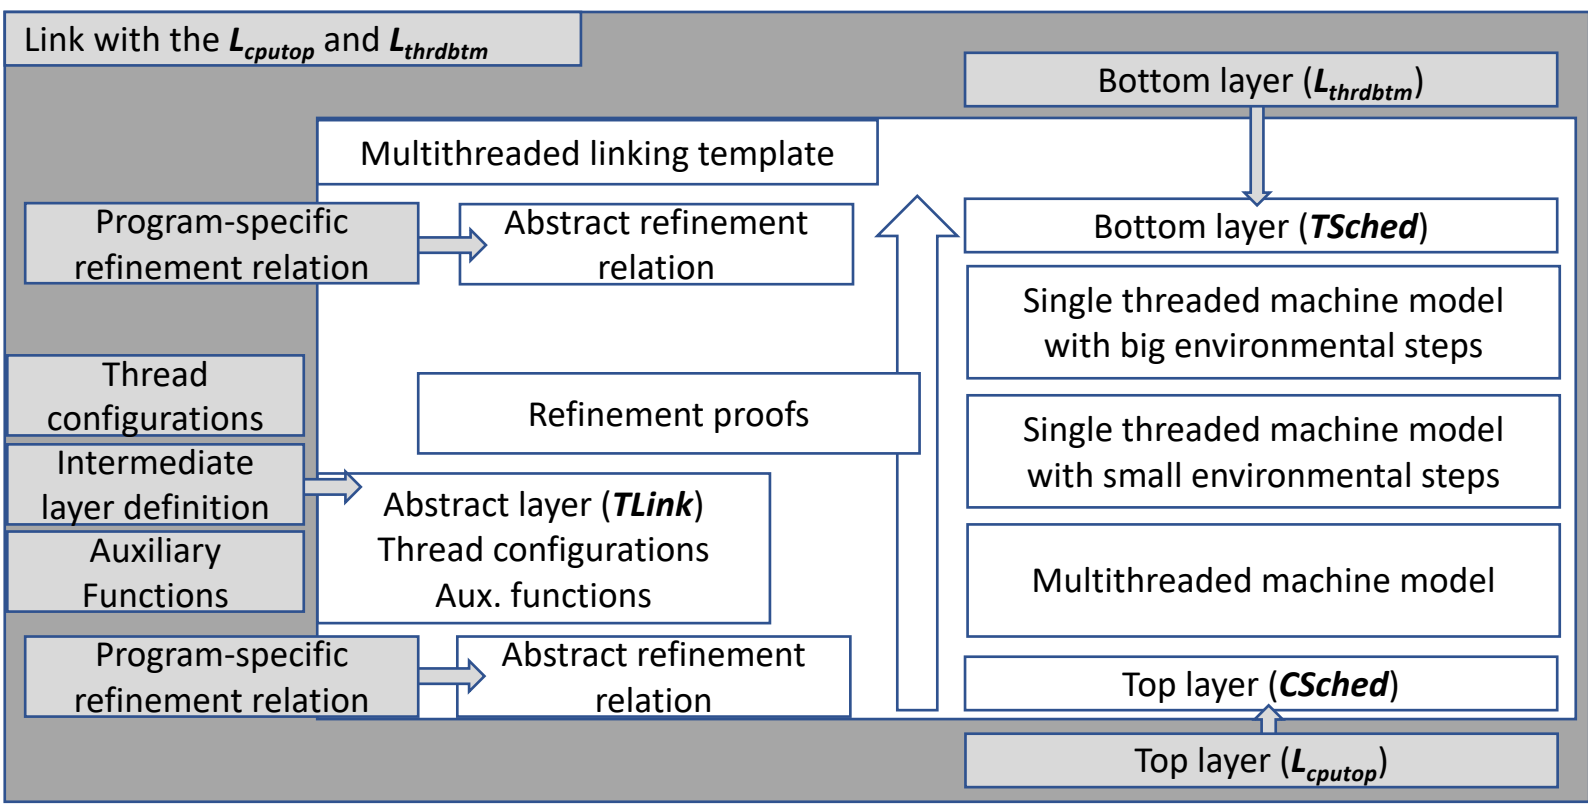 Link with the L_cputop and L_thrdbtm
Bottom layer (L_thrdbtm)
Multithreaded linking template
Program-specific
refinement relation
Abstract refinement
relation
Bottom layer (TSched)
Single threaded machine model
with big environmental steps
Thread
configurations
Refinement proofs
Single threaded machine model
with small environmental steps
Intermediate
layer definition
Auxiliary
Functions
Abstract layer (TLink)
Thread configurations
Aux. functions
Multithreaded machine model
Program-specific
refinement relation
Abstract refinement
relation
Top layer (CSched)
Top layer (L_cputop)